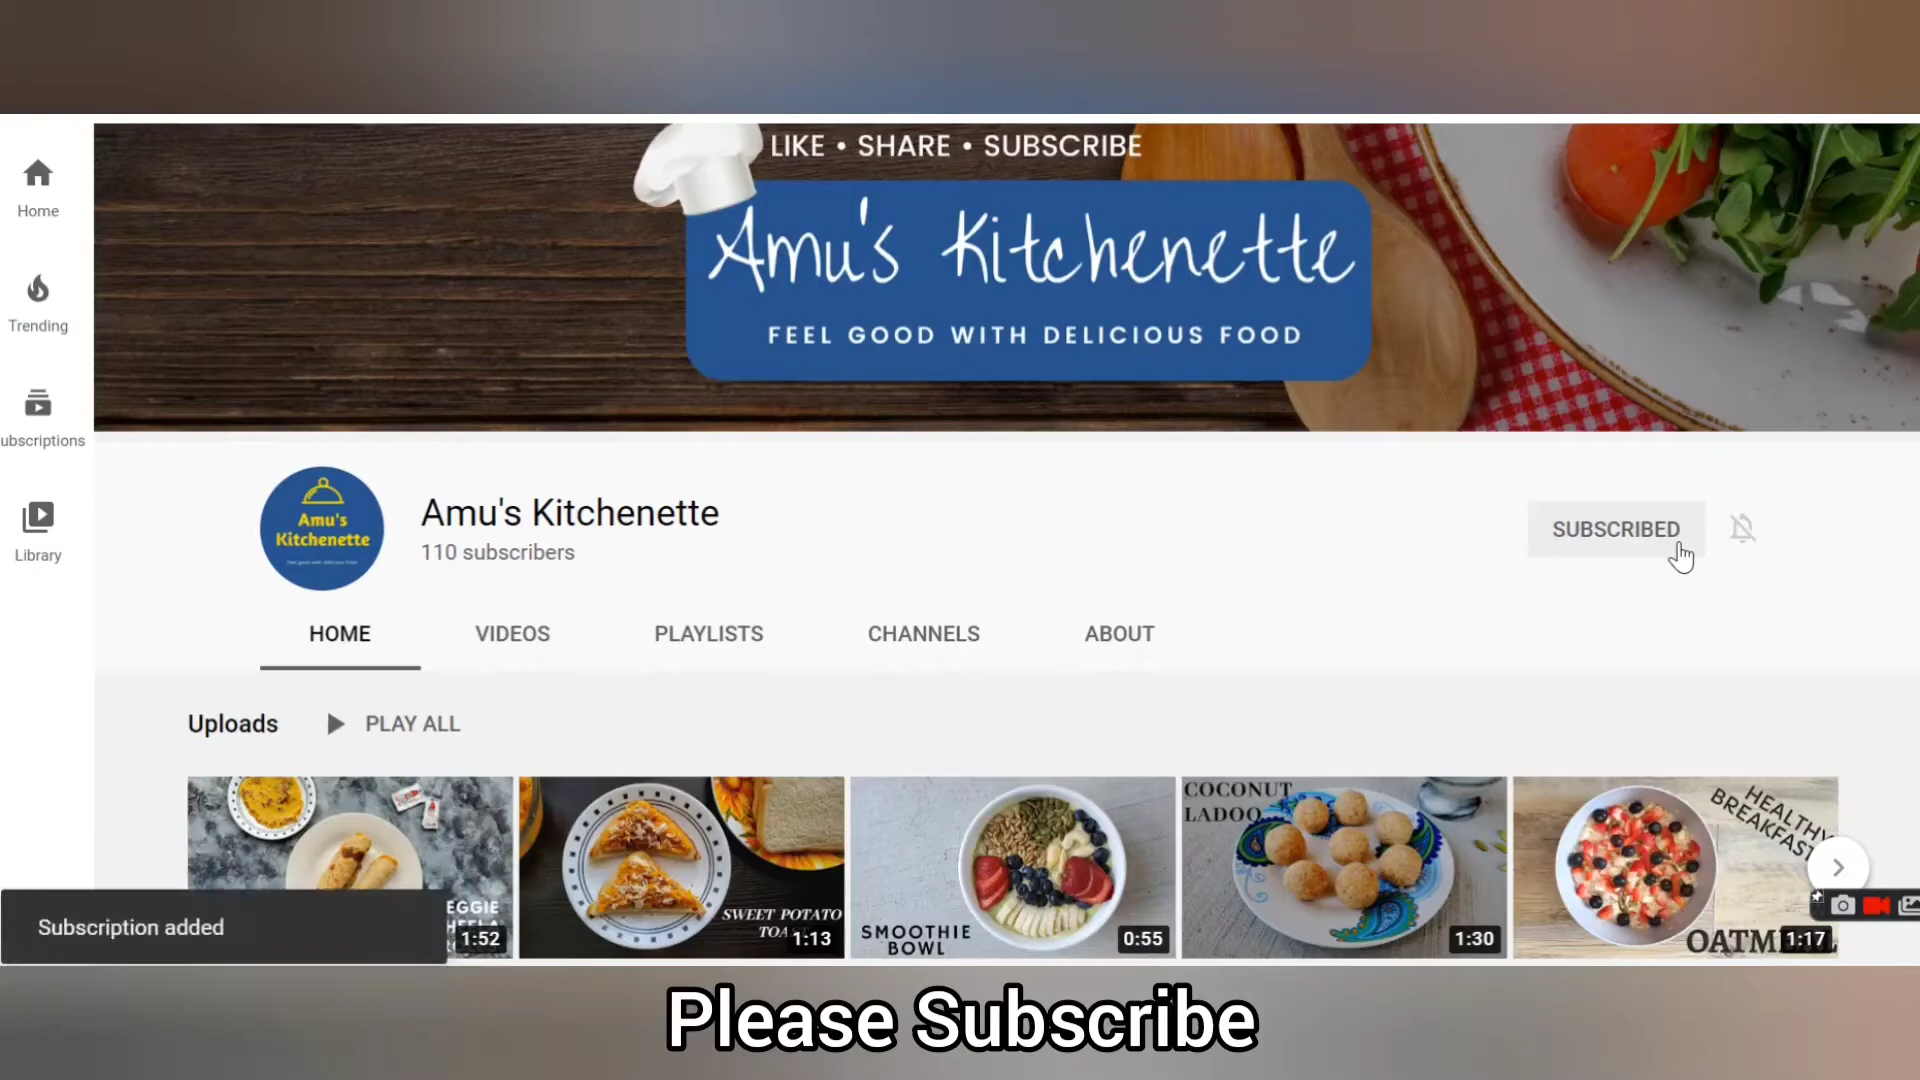 LIKE • SHARE • SUBSCRIBE
Amu's Kitchenette
FEEL GOOD WITH DELICIOUS FOOD
Home
Trending
ubscriptions
Library
Amu's
Kitchenette
Amu's Kitchenette
110 subscribers
SUBSCRIBED
HOME VIDEOS PLAYLISTS CHANNELS ABOUT
Uploads PLAY ALL
EGGIE
1:52
SWEET POTATO
1:13
SMOOTHIE
BOWL
0:55
COCONUT
LADOO
1:30
HEALTHY
BREAKFAST
1:17
Subscription added
Please Subscribe